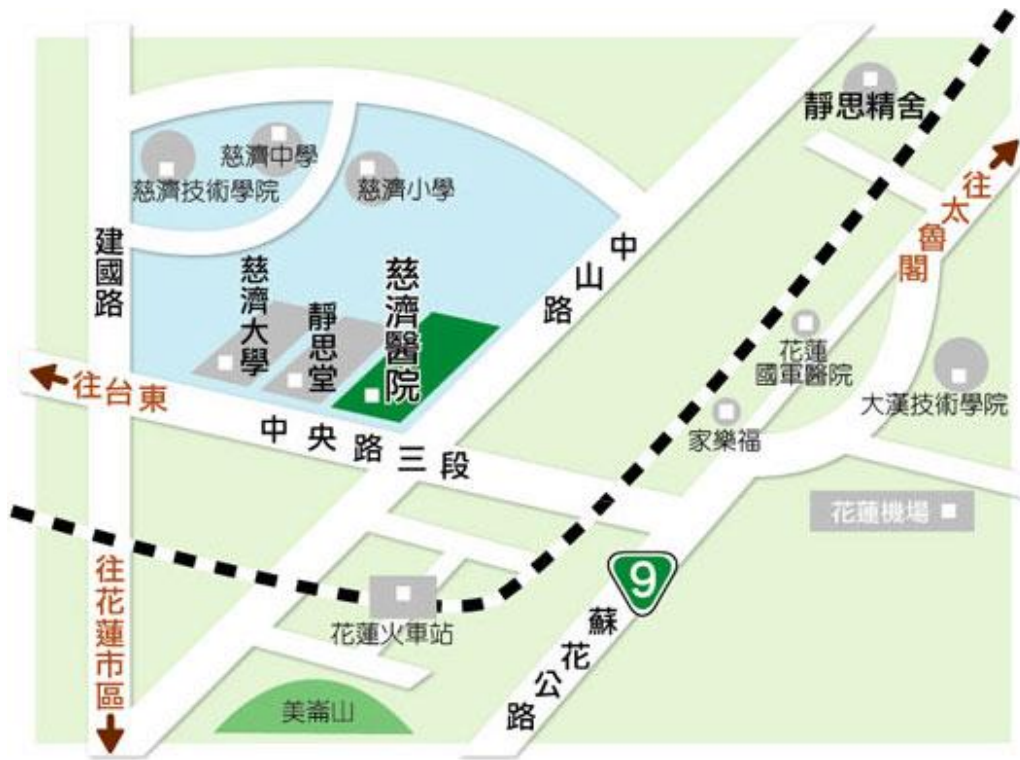 靜思精舍
慈濟中學
慈濟技術學院
慈濟小學
往太魯閣
建國路
中山路
慈濟大學
靜思堂
慈濟醫院
花蓮
國軍醫院
大漢技術學院
往台東
家樂福
中央路三段
花蓮機場
往花蓮市區
9
花蓮火車站
蘇花公路
美崙山